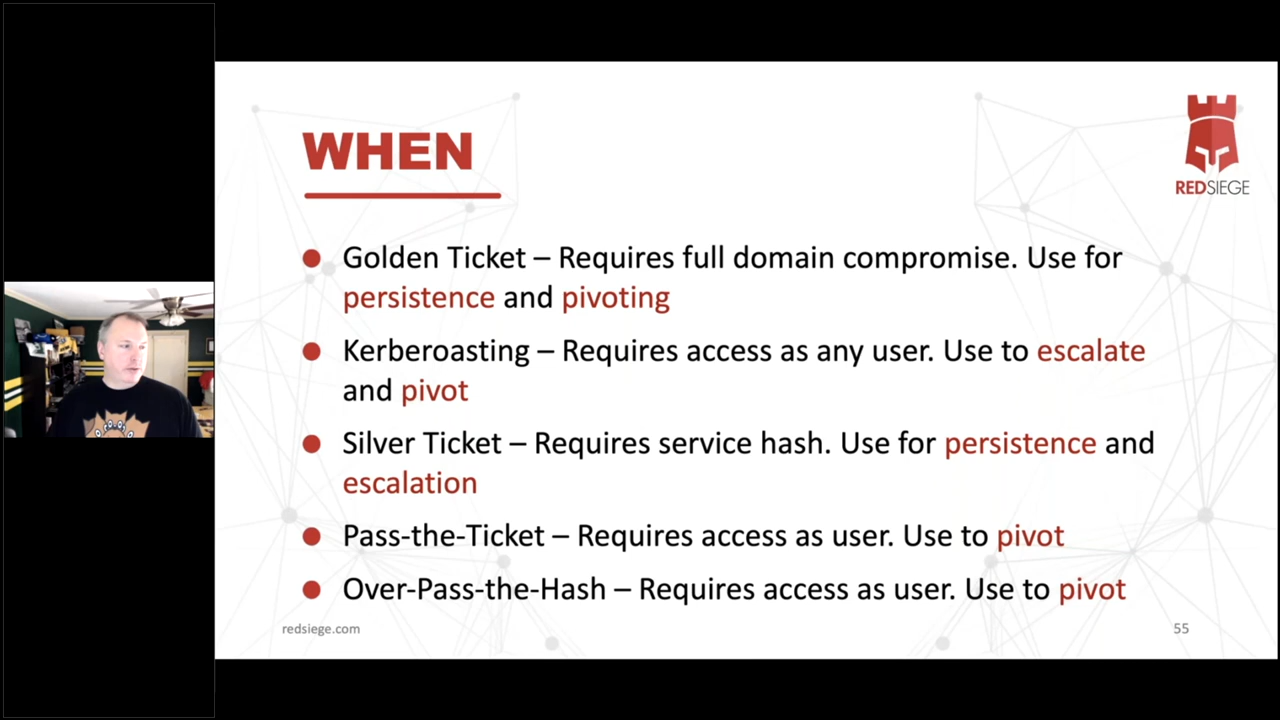 WHEN
REDSIEGE
Golden Ticket – Requires full domain compromise. Use for
persistence and pivoting
Kerberoasting – Requires access as any user. Use to escalate
and pivot
Silver Ticket – Requires service hash. Use for persistence and
escalation
Pass-the-Ticket – Requires access as user. Use to pivot
Over-Pass-the-Hash – Requires access as user. Use to pivot
redsiege.com
55